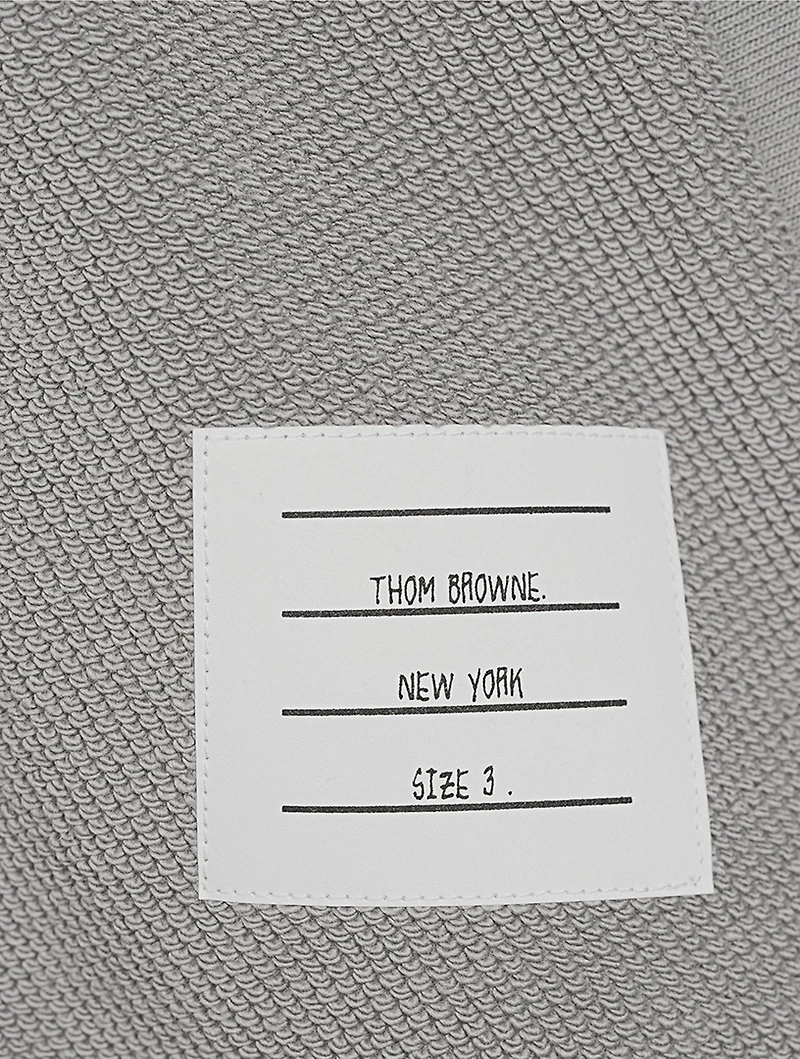 THOM BROWNE.
NEW YORK
SIZE 3 .